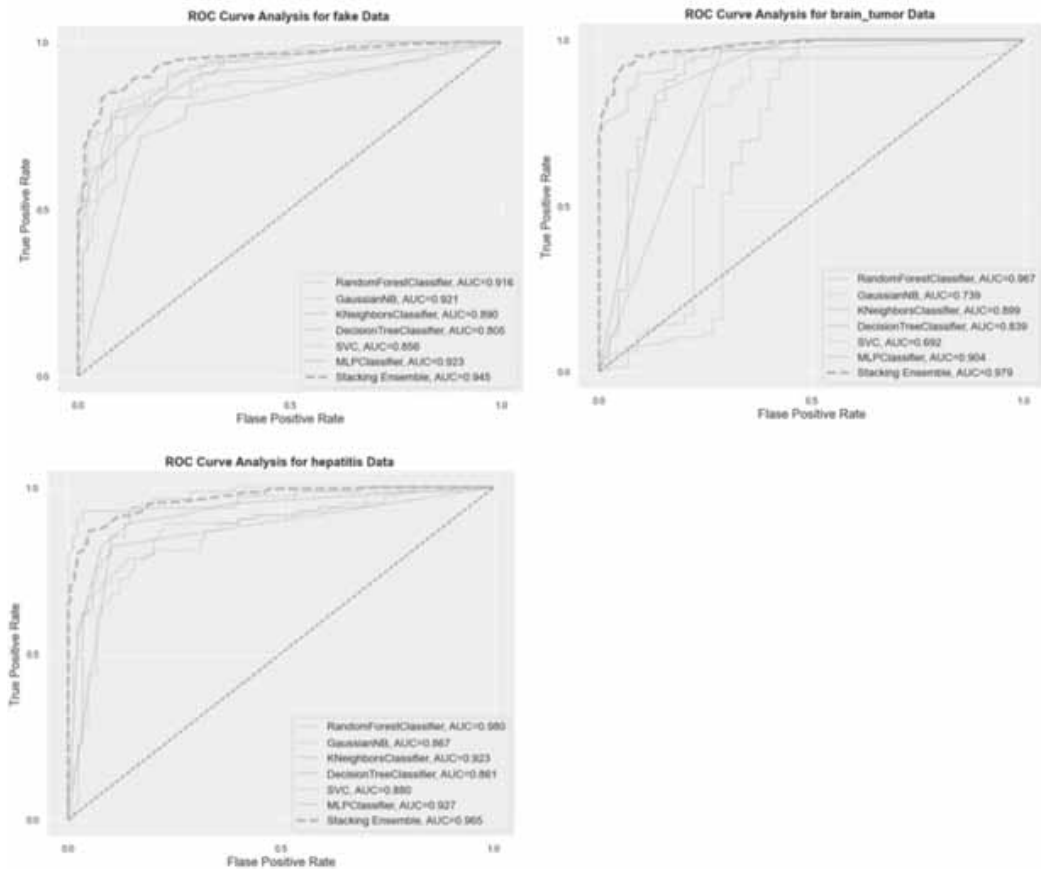 ROC Curve Analysis for fake Data
1.0
True Positive Rate
0.5
RandomForestClassifier, AUC=0.916
GaussianNB, AUC=0.921
KNeighborsClassifier, AUC=0.890
DecisionTreeClassifier, AUC=0.805
SVC, AUC=0.856
MLPClassifier, AUC=0.923
Stacking Ensemble, AUC=0.945
0.0
0.0
0.5
1.0
Flase Positive Rate
ROC Curve Analysis for brain_tumor Data
1.0
True Positive Rate
0.5
RandomForestClassifier, AUC=0.967
GaussianNB, AUC=0.739
KNeighborsClassifier, AUC=0.899
DecisionTreeClassifier, AUC=0.839
SVC, AUC=0.692
MLPClassifier, AUC=0.904
Stacking Ensemble, AUC=0.979
0.0
0.0
0.5
1.0
Flase Positive Rate
ROC Curve Analysis for hepatitis Data
1.0
True Positive Rate
0.5
RandomForestClassifier, AUC=0.980
GaussianNB, AUC=0.867
KNeighborsClassifier, AUC=0.923
DecisionTreeClassifier, AUC=0.861
SVC, AUC=0.880
MLPClassifier, AUC=0.927
Stacking Ensemble, AUC=0.965
0.0
0.0
0.5
1.0
Flase Positive Rate